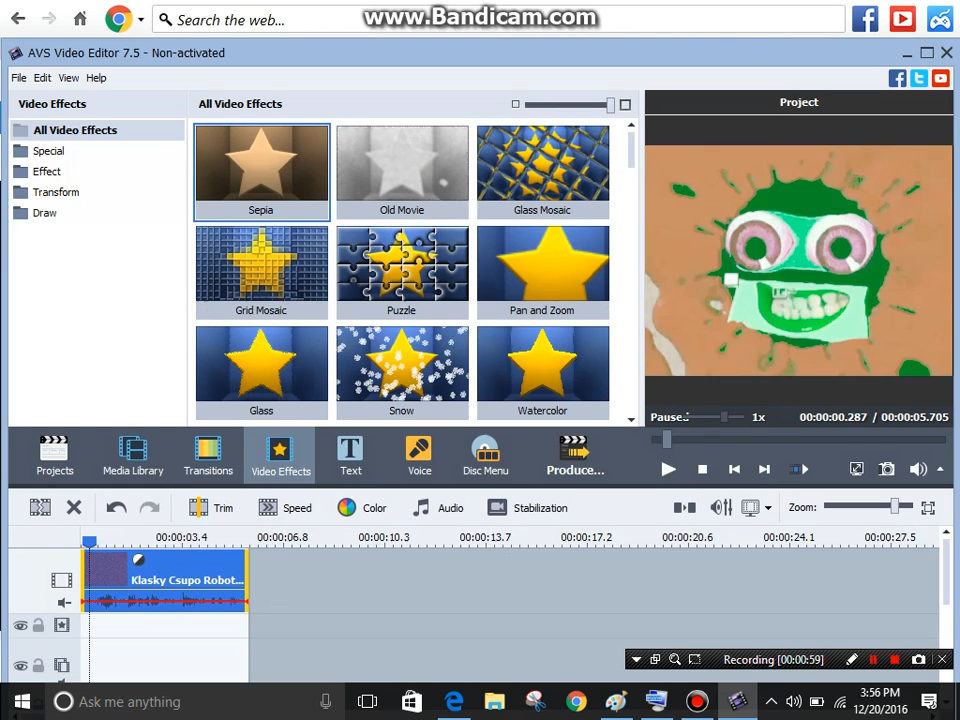 www.Bandicam.com
Search the web...
AVS Video Editor 7.5 - Non-activated
File Edit View Help
Video Effects
All Video Effects
Project
All Video Effects
Special
Effect
Transform
Draw
Sepia
Old Movie
Glass Mosaic
Grid Mosaic
Puzzle
Pan and Zoom
Glass
Snow
Watercolor
Pause
1x
00:00:00.287 / 00:00:05.705
Projects
Media Library
Transitions
Video Effects
Text
Voice
Disc Menu
Produce...
Trim
Speed
Color
Audio
Stabilization
Zoom:
00:00:03.4 00:00:06.8 00:00:10.3 00:00:13.7 00:00:17.2 00:00:20.6 00:00:24.1 00:00:27.5
Klasky Csupo Robot...
Recording [00:00:59]
Ask me anything
3:56 PM
12/20/2016